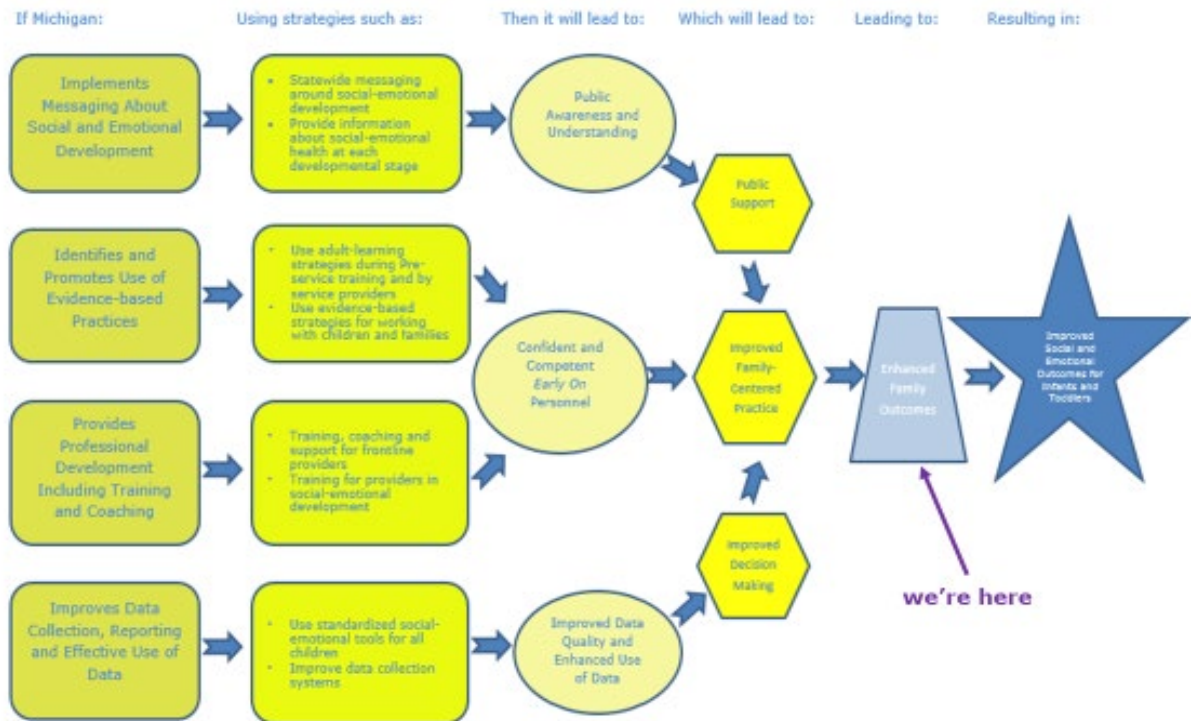 If Michigan:
Using strategies such as:
Then it will lead to:
Which will lead to:
Leading to:
Resulting in:
Implements
Messaging About
Social and Emotional
Development
• Statewide messaging
around social-emotional
development
• Provide information
about social-emotional
health at each
developmental stage
Public
Awareness and
Understanding
Public
Support
Identifies and
Promotes Use of
Evidence-based
Practices
• Use adult-learning
strategies during Pre-
service training and by
service providers
• Use evidence-based
strategies for working
with children and families
Confident and
Competent
Early On
Personnel
Improved
Family-
Centered
Practice
Enhanced
Family
Outcomes
Improved
Social and
Emotional
Outcomes for
Infants and
Toddlers
Provides
Professional
Development
Including Training
and Coaching
• Training, coaching and
support for frontline
providers
• Training for providers in
social-emotional
development
Improved
Decision
Making
we're here
Improves Data
Collection, Reporting
and Effective Use of
Data
• Use standardized social-
emotional tools for all
children
• Improve data collection
systems
Improved Data
Quality and
Enhanced Use
of Data